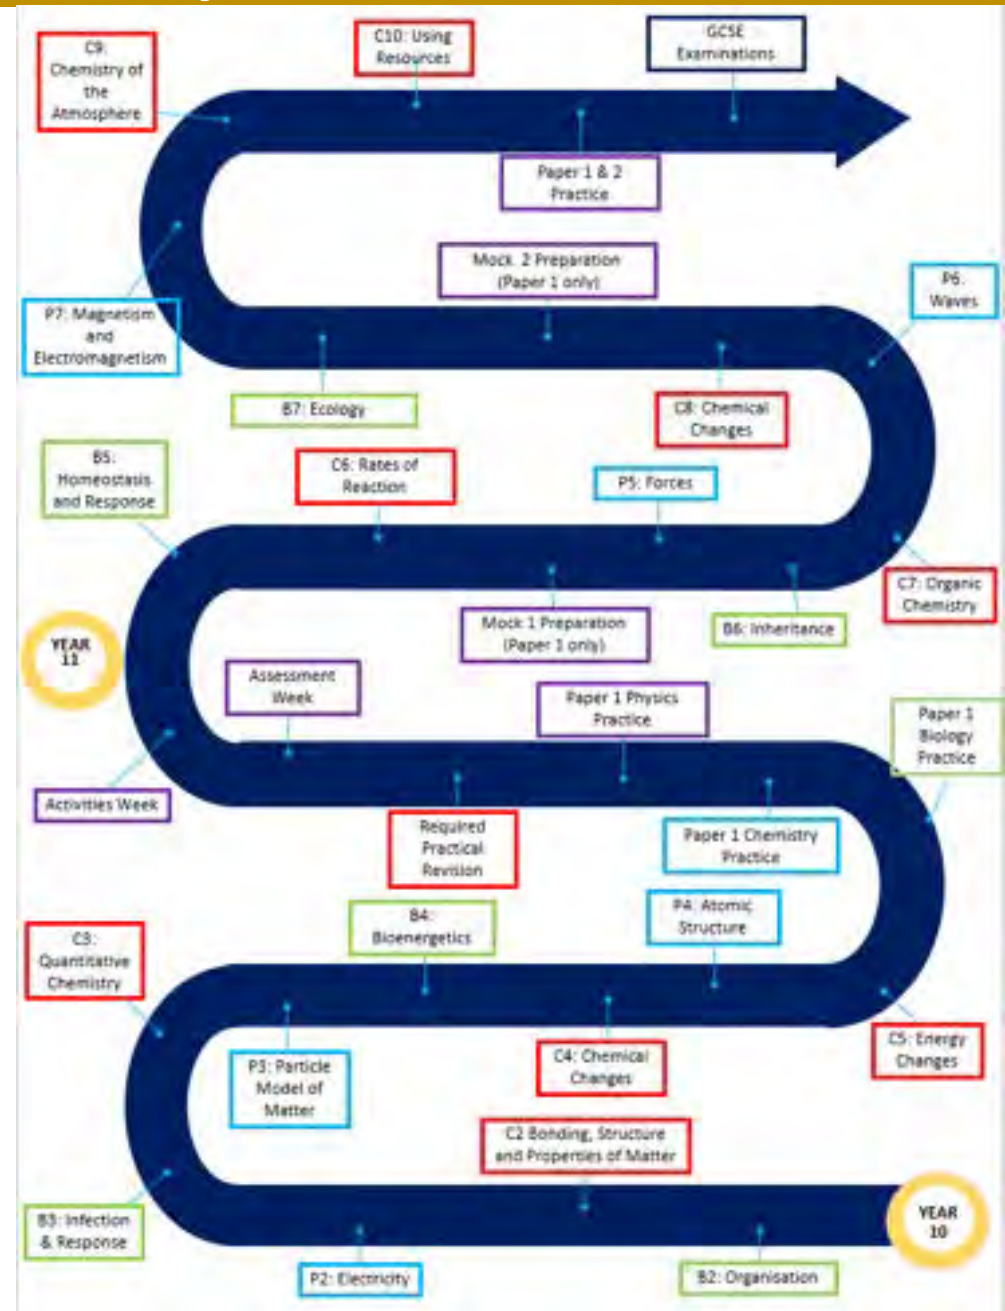 C9:
Chemistry of
the
Atmosphere
C10: Using
Resources
GCSE
Examinations
Paper 1 & 2
Practice
Mock 2 Preparation
(Paper 1 only)
P6:
Waves
P7: Magnetism
and
Electromagnetism
B7: Ecology
C8: Chemical
Changes
B5:
Homeostasis
and Response
C6: Rates of
Reaction
P5: Forces
C7: Organic
Chemistry
Mock 1 Preparation
(Paper 1 only)
B6: Inheritance
YEAR
11
Assessment
Week
Paper 1 Physics
Practice
Paper 1
Biology
Practice
Activities Week
Required
Practical
Revision
Paper 1 Chemistry
Practice
P4: Atomic
Structure
B4:
Bioenergetics
C3:
Quantitative
Chemistry
P3: Particle
Model of
Matter
C4: Chemical
Changes
C5: Energy
Changes
C2 Bonding, Structure
and Properties of Matter
B3: Infection
& Response
YEAR
10
P2: Electricity
B2: Organisation